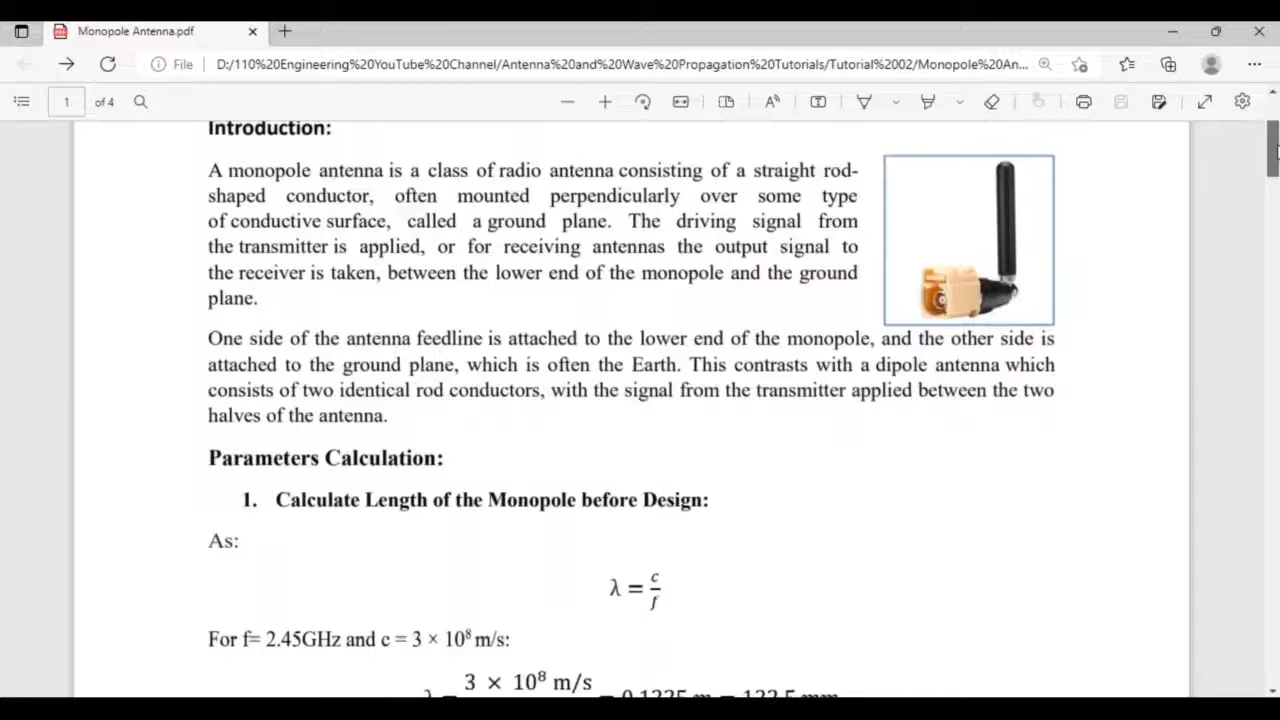 Monopole Antenna.pdf
File D:/110%20Engineering%20YouTube%20Channel/Antenna%20and%20Wave%20Propagation%20Tutorials/Tutorial%2002/Monopole%20An...
1 of 4
Introduction:
A monopole antenna is a class of radio antenna consisting of a straight rod-
shaped conductor, often mounted perpendicularly over some type
of conductive surface, called a ground plane. The driving signal from
the transmitter is applied, or for receiving antennas the output signal to
the receiver is taken, between the lower end of the monopole and the ground
plane.
One side of the antenna feedline is attached to the lower end of the monopole, and the other side is
attached to the ground plane, which is often the Earth. This contrasts with a dipole antenna which
consists of two identical rod conductors, with the signal from the transmitter applied between the two
halves of the antenna.
Parameters Calculation:
1. Calculate Length of the Monopole before Design:
As:
λ = c/f
For f= 2.45GHz and c = 3 × 10⁸ m/s:
λ = 3 × 10⁸ m/s = 0.1225 m = 122.5 mm